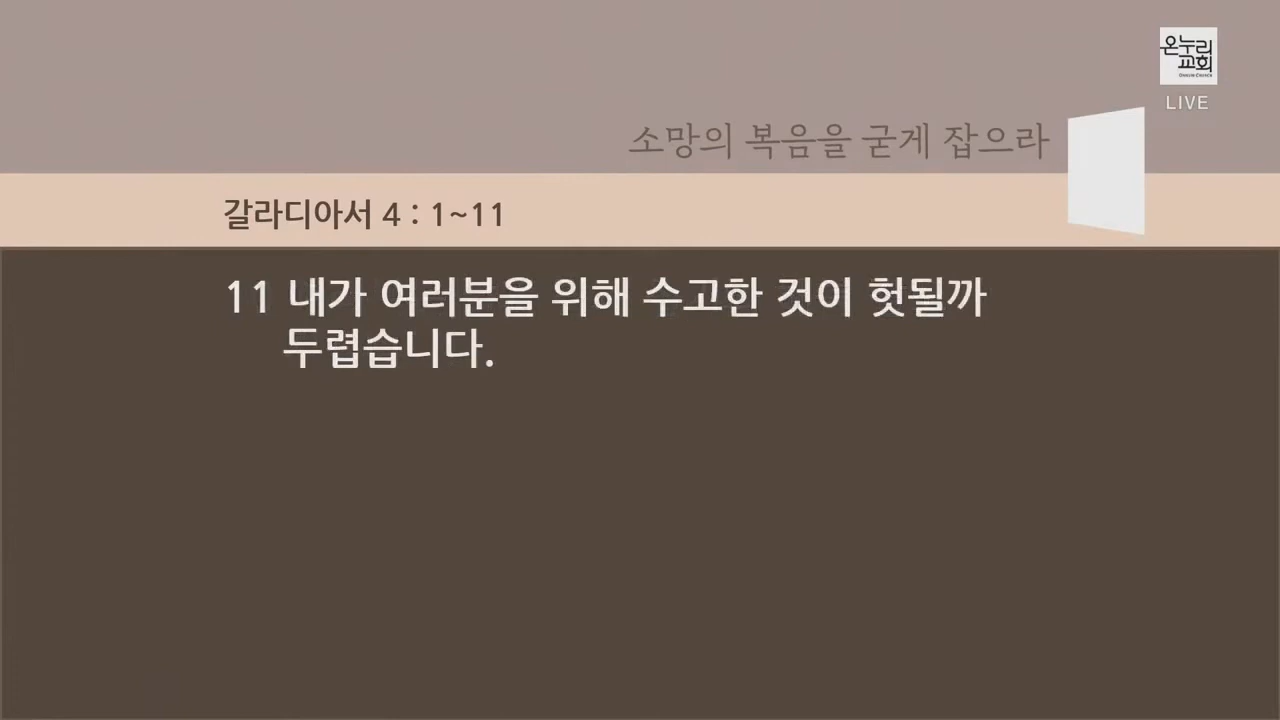 온누리
교회
ONNURI CHURCH
LIVE
소망의 복음을 굳게 잡으라
갈라디아서 4 : 1~11
11 내가 여러분을 위해 수고한 것이 헛될까
두렵습니다.